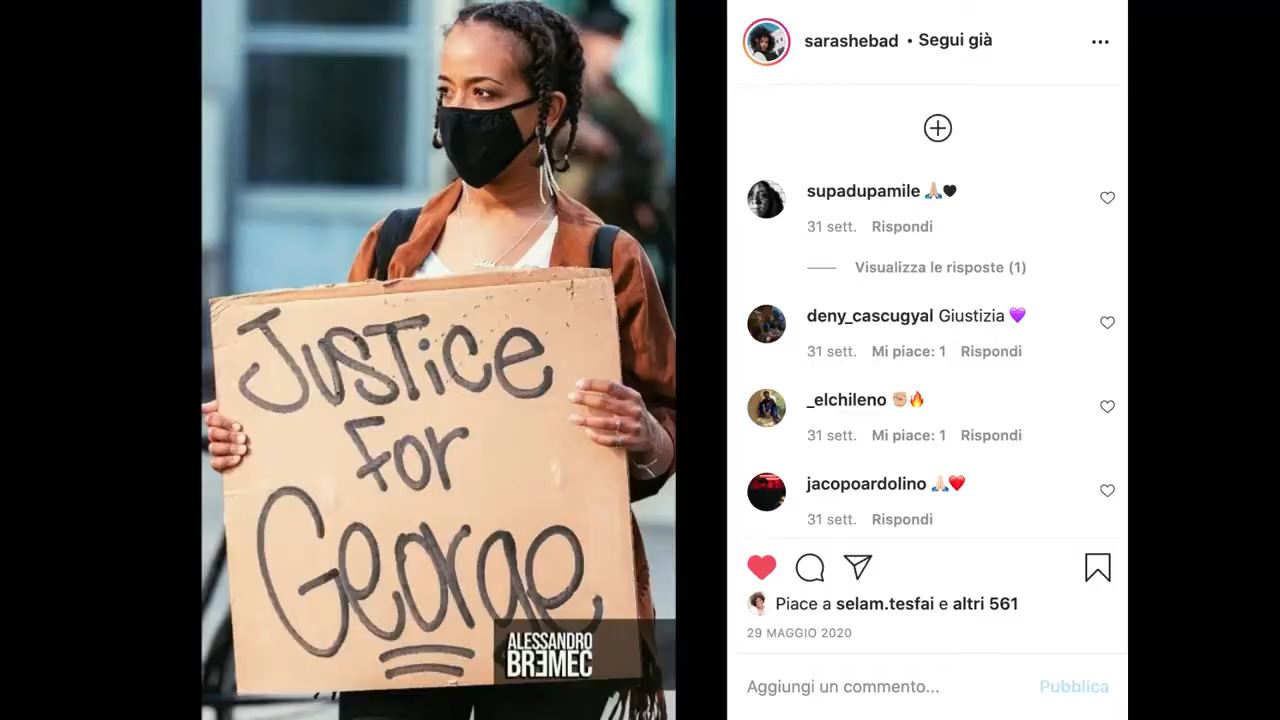 Justice
For
George
ALESSANDRO
BREMEC
sarashebad • Segui già
supadupamile 🙏🏻🖤
31 sett. Rispondi
Visualizza le risposte (1)
deny_cascugyal Giustizia 💜
31 sett. Mi piace: 1 Rispondi
_elchileno ✊🏼🔥
31 sett. Mi piace: 1 Rispondi
jacopoardolino 🙏🏻❤️
31 sett. Rispondi
Piace a selam.tesfai e altri 561
29 MAGGIO 2020
Aggiungi un commento... Pubblica